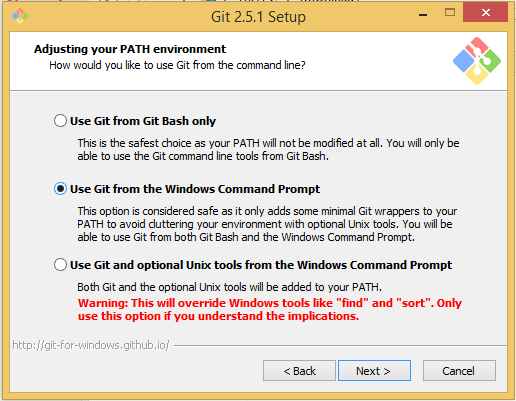 Git 2.5.1 Setup
Adjusting your PATH environment
How would you like to use Git from the command line?
Use Git from Git Bash only
This is the safest choice as your PATH will not be modified at all. You will only
be able to use the Git command line tools from Git Bash.
Use Git from the Windows Command Prompt
This option is considered safe as it only adds some minimal Git wrappers to your
PATH to avoid cluttering your environment with optional Unix tools. You will be
able to use Git from both Git Bash and the Windows Command Prompt.
Use Git and optional Unix tools from the Windows Command Prompt
Both Git and the optional Unix tools will be added to your PATH.
Warning: This will override Windows tools like "find" and "sort". Only
use this option if you understand the implications.
http://git-for-windows.github.io/
< Back Next > Cancel